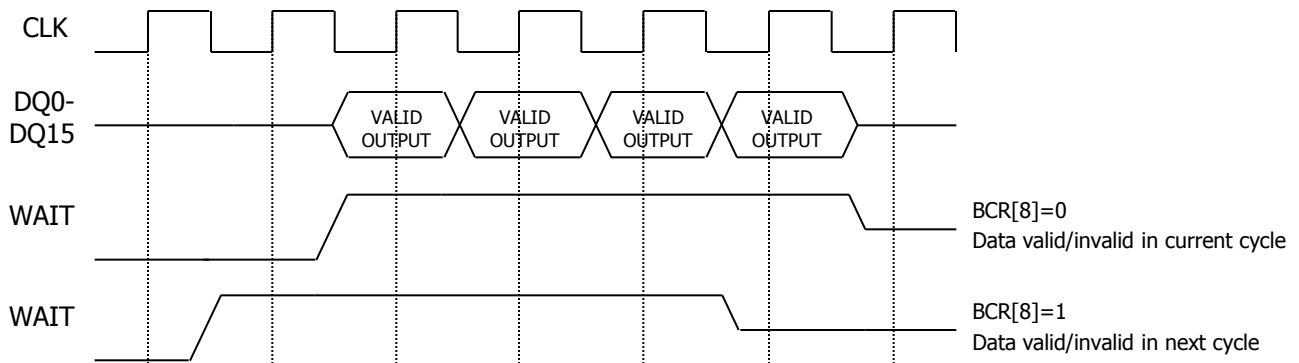 CLK
DQ0-
DQ15
VALID
OUTPUT
VALID
OUTPUT
VALID
OUTPUT
VALID
OUTPUT
WAIT
BCR[8]=0
Data valid/invalid in current cycle
WAIT
BCR[8]=1
Data valid/invalid in next cycle